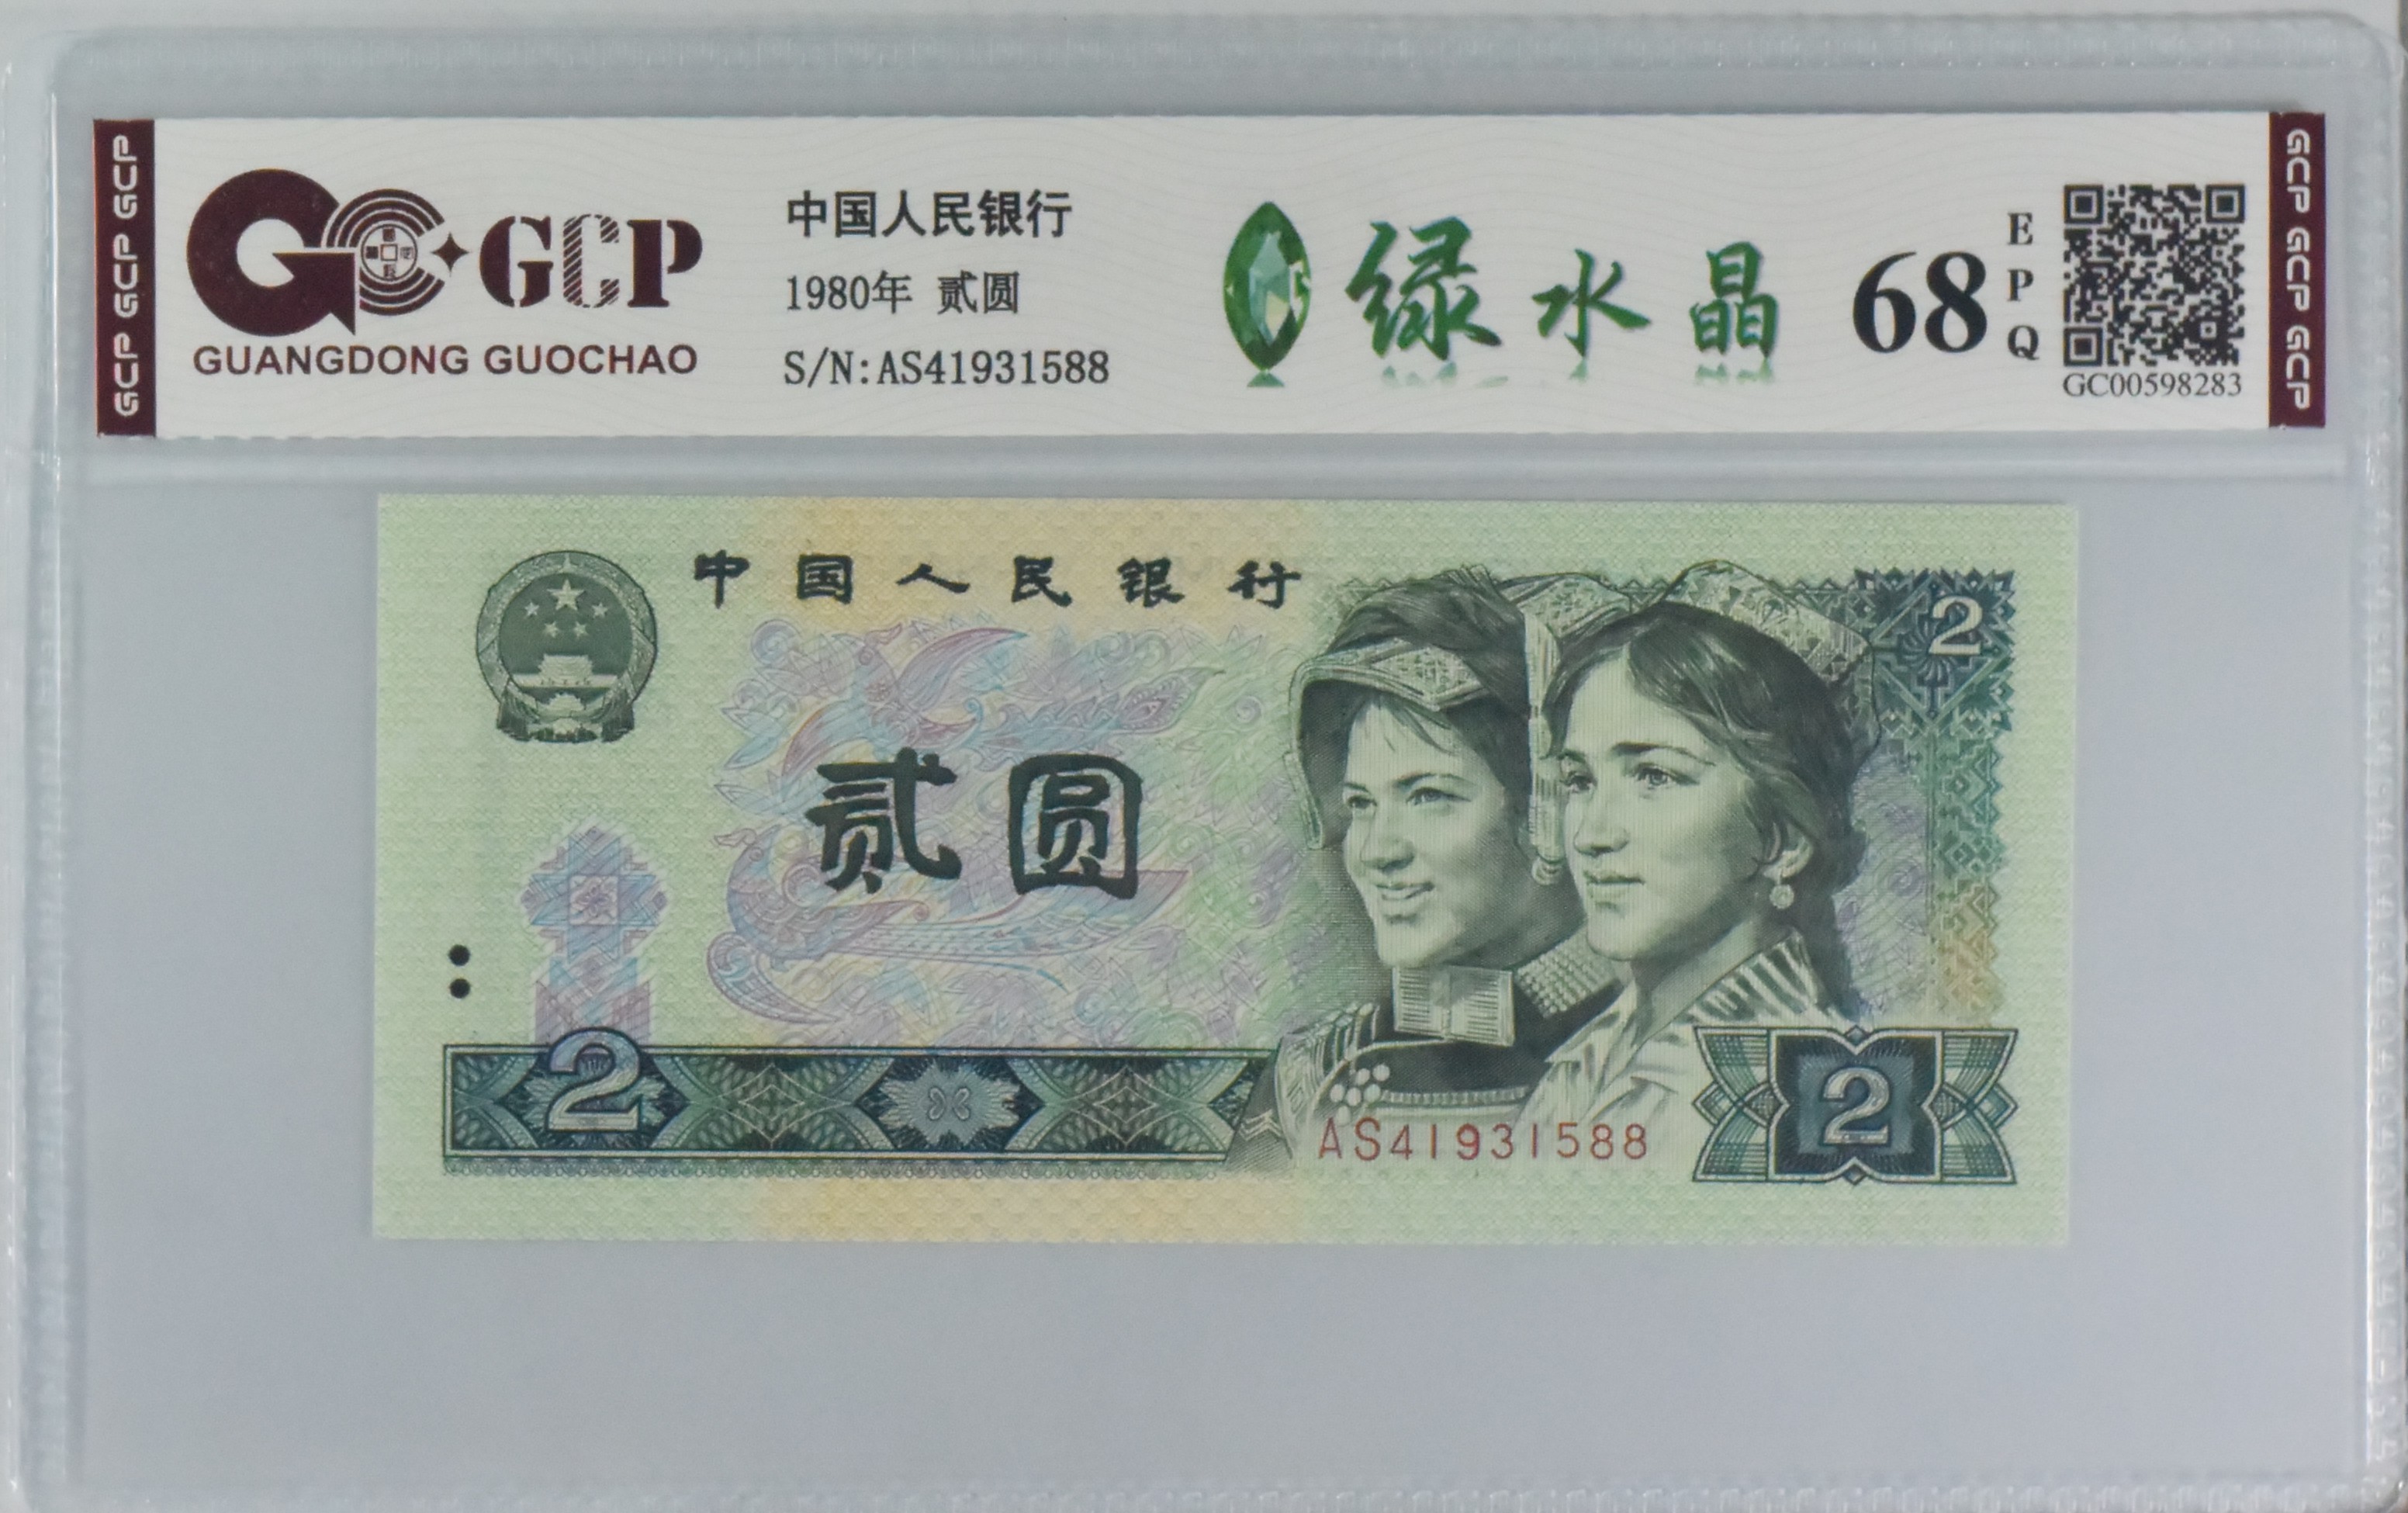 GCP GCP GCP
GCP
GUANGDONG GUOCHAO
中国人民银行
1980年 贰圆
S/N:AS41931588
绿水晶
68
E
P
Q
GC00598283
GCP GCP GCP
中国人民银行
2
贰圆
2
AS41931588
2